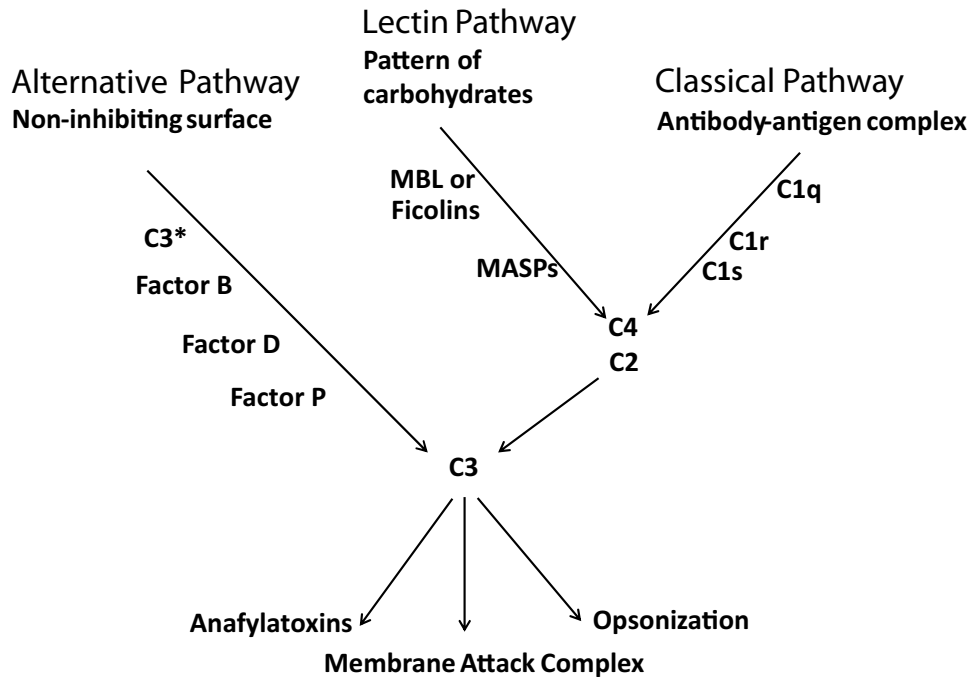 Lectin Pathway
Pattern of
carbohydrates
Alternative Pathway
Non-inhibiting surface
Classical Pathway
Antibody-antigen complex
MBL or
Ficolins
MASPs
C1q
C1r
C1s
C3*
Factor B
Factor D
Factor P
C4
C2
C3
Anafylatoxins
Opsonization
Membrane Attack Complex